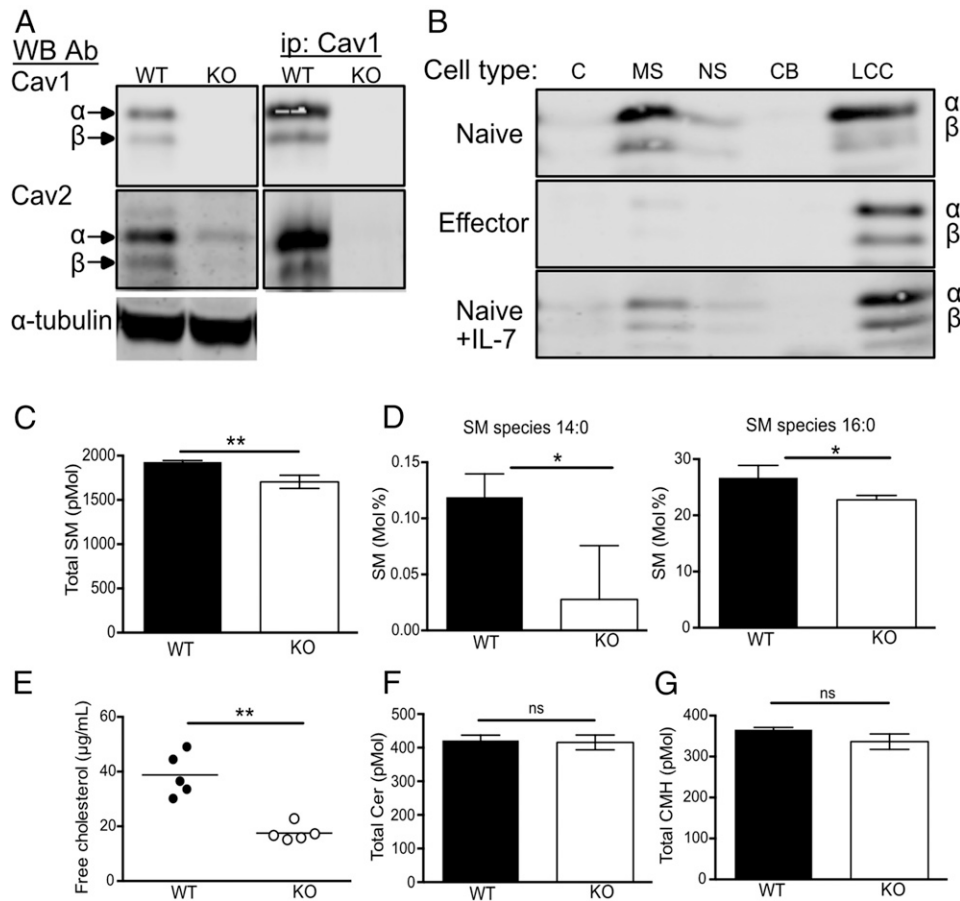 A
WB Ab
ip: Cav1
WT KO WT KO
Cav1
α
β
Cav2
α
β
α-tubulin
B
Cell type: C MS NS CB LCC
Naive
α
β
Effector
α
β
Naive
+IL-7
α
β
C
**
Total SM (pMol)
2000
1500
1000
500
0
WT KO
D
SM species 14:0
*
SM (Mol %)
0.15
0.10
0.05
0.00
WT KO
SM species 16:0
*
SM (Mol %)
30
20
10
0
WT KO
E
**
Free cholesterol (µg/mL)
60
40
20
0
WT KO
F
ns
Total Cer (pMol)
500
400
300
200
100
0
WT KO
G
ns
Total CMH (pMol)
400
300
200
100
0
WT KO